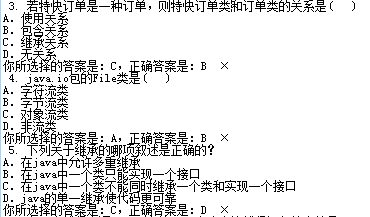 3. 若特快订单是一种订单，则特快订单类和订单类的关系是(  )
A. 使用关系
B. 包含关系
C. 继承关系
D. 无关系
你所选择的答案是: C，正确答案是: B  ×
4. java.io包的File类是(  )
A. 字符流类
B. 字节流类
C. 对象流类
D. 非流类
你所选择的答案是: A，正确答案是: B  ×
5. 下列关于继承的哪项叙述是正确的?
A. 在java中允许多重继承
B. 在java中一个类只能实现一个接口
C. 在java中一个类不能同时继承一个类和实现一个接口
D. java的单一继承使代码更可靠
你所选择的答案是: C，正确答案是: D  ×